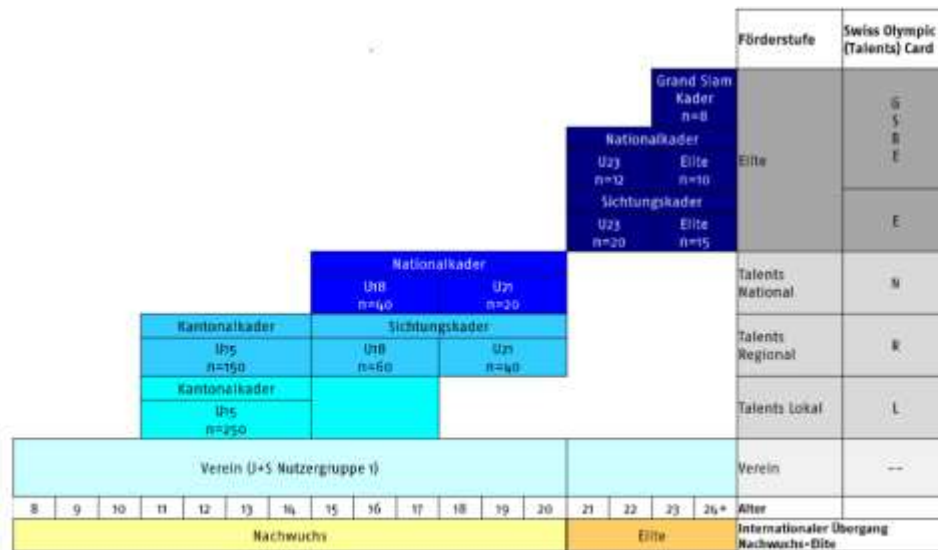 Förderstufe
Swiss Olympic
(Talents) Card
Grand Slam
Kader
n=8
G
S
B
E
Nationalkader
U23
n=12
Elite
n=10
Elite
Sichtungskader
U23
n=20
Elite
n=15
E
Nationalkader
U18
n=40
U21
n=20
Talents
National
N
Kantonalkader
Sichtungskader
U15
n=150
U18
n=60
U21
n=40
Talents
Regional
R
Kantonalkader
U15
n=250
Talents Lokal
L
Verein (J+S Nutzergruppe 1)
Verein
--
8 9 10 11 12 13 14 15 16 17 18 19 20 21 22 23 24+ Alter
Nachwuchs
Elite
Internationaler Übergang
Nachwuchs-Elite